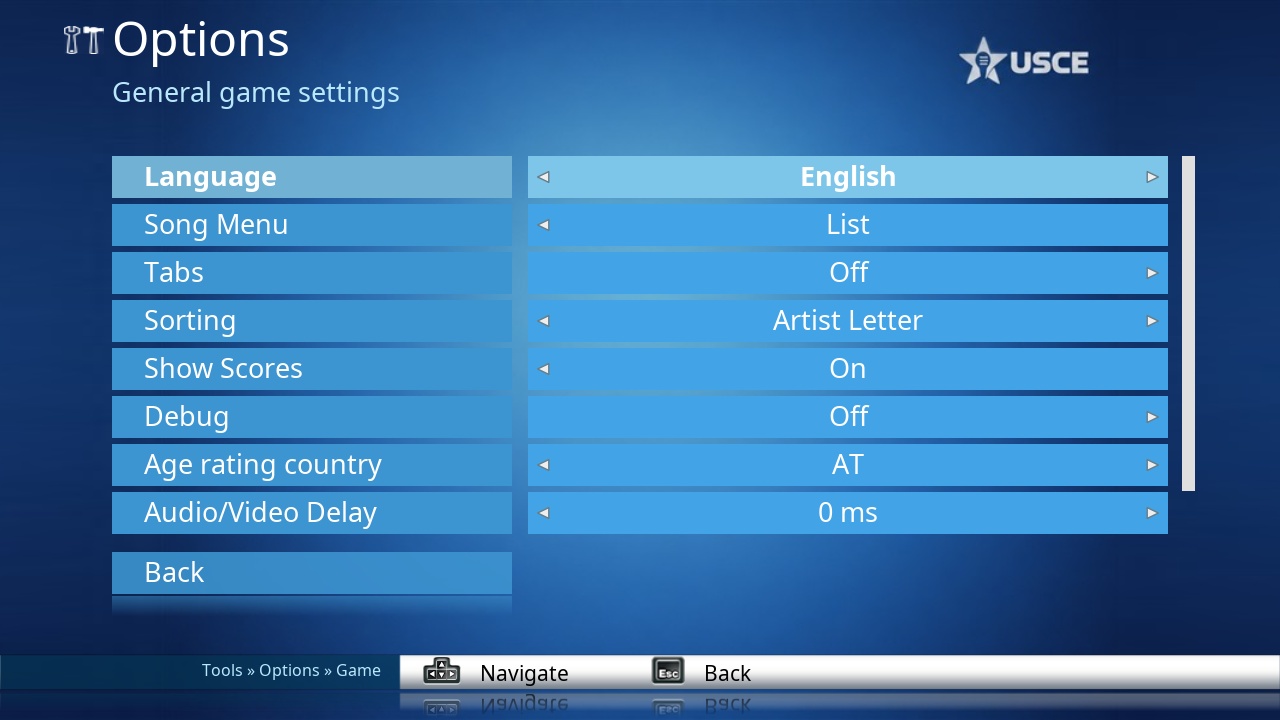 Options
General game settings
USCE
Language English
Song Menu List
Tabs Off
Sorting Artist Letter
Show Scores On
Debug Off
Age rating country AT
Audio/Video Delay 0 ms
Back
Tools » Options » Game
Navigate
Esc Back